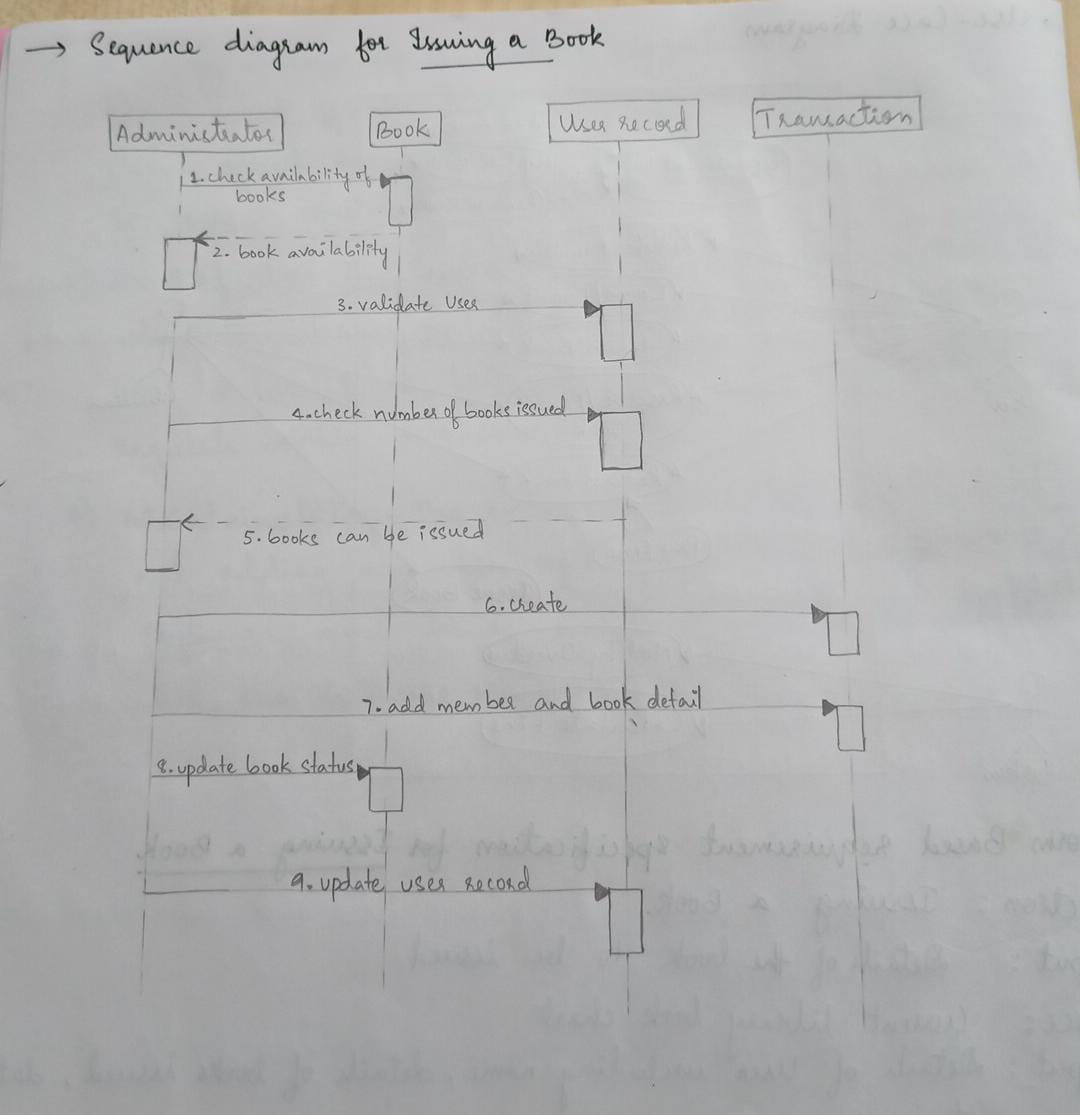 → Sequence diagram for Issuing a Book
Administrator
Book
User record
Transaction
1. check availability of
books
2. book availability
3. validate User
4. check number of books issued
5. books can be issued
6. create
7. add member and book detail
8. update book status
9. update user record